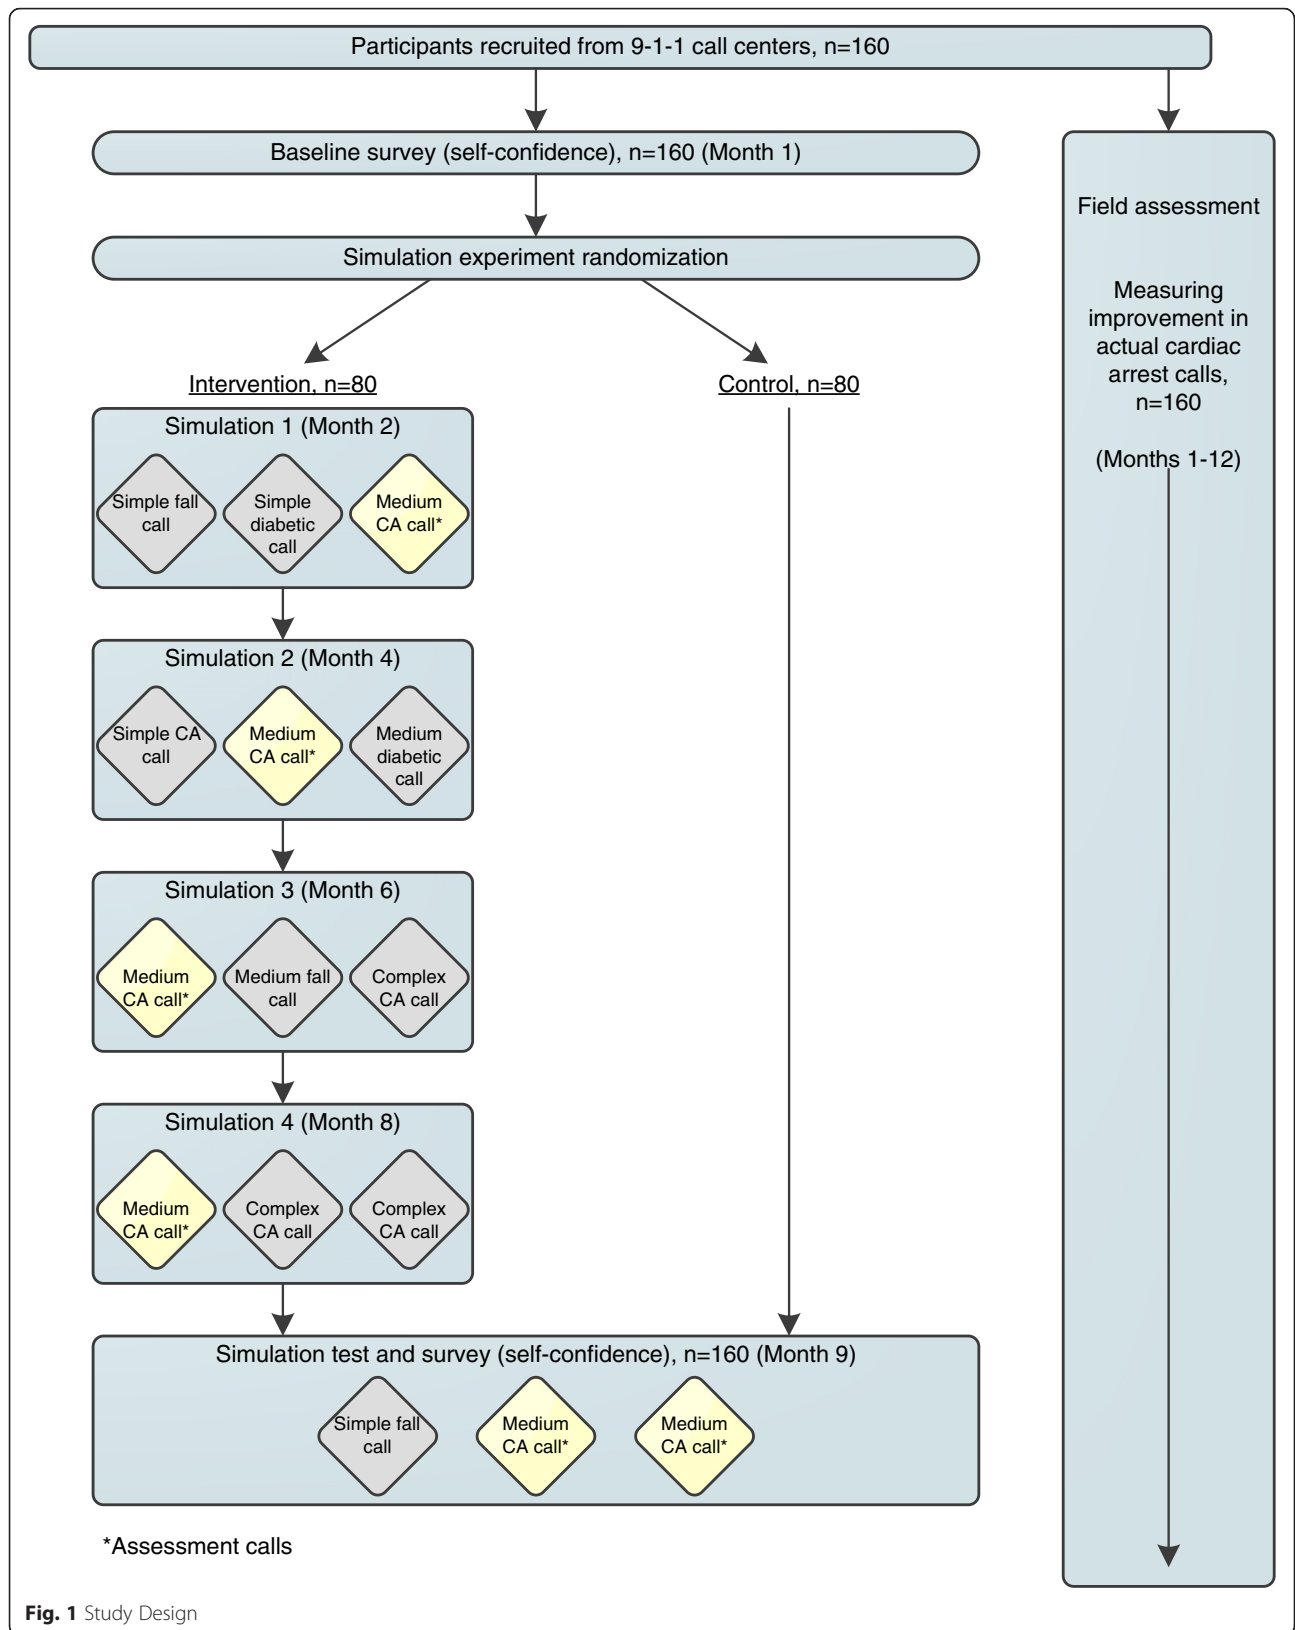 Participants recruited from 9-1-1 call centers, n=160
Baseline survey (self-confidence), n=160 (Month 1)
Simulation experiment randomization
Intervention, n=80
Simulation 1 (Month 2)
Simple fall
call
Simple
diabetic
call
Medium
CA call*
Simulation 2 (Month 4)
Simple CA
call
Medium
CA call*
Medium
diabetic
call
Simulation 3 (Month 6)
Medium
CA call*
Medium fall
call
Complex
CA call
Simulation 4 (Month 8)
Medium
CA call*
Complex
CA call
Complex
CA call
Control, n=80
Simulation test and survey (self-confidence), n=160 (Month 9)
Simple fall
call
Medium
CA call*
Medium
CA call*
Field assessment
Measuring
improvement in
actual cardiac
arrest calls,
n=160
(Months 1-12)
*Assessment calls
Fig. 1 Study Design